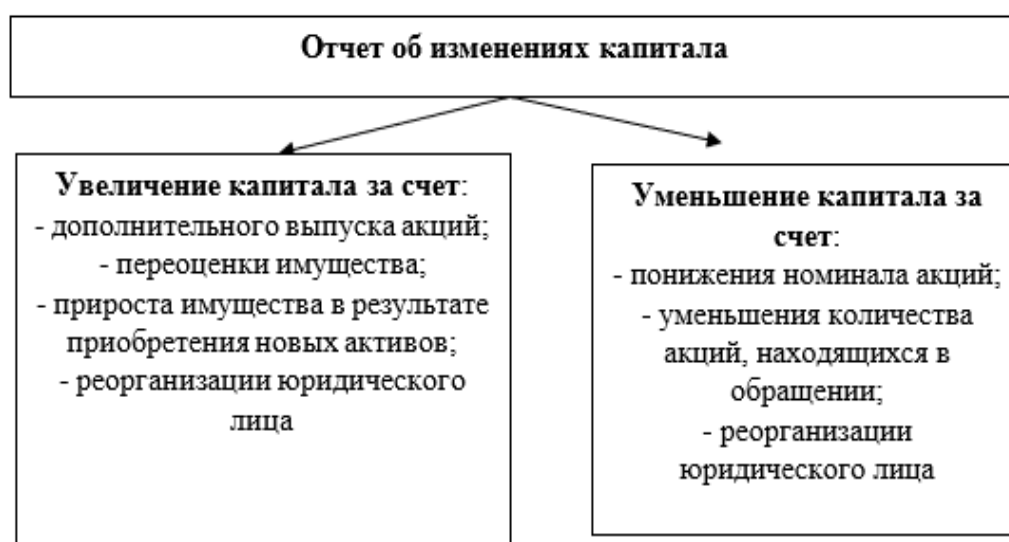 Отчет об изменениях капитала
Увеличение капитала за счет:
- дополнительного выпуска акций;
- переоценки имущества;
- прироста имущества в результате
приобретения новых активов;
- реорганизации юридического
лица
Уменьшение капитала за
счет:
- понижения номинала акций;
- уменьшения количества
акций, находящихся в
обращении;
- реорганизации
юридического лица